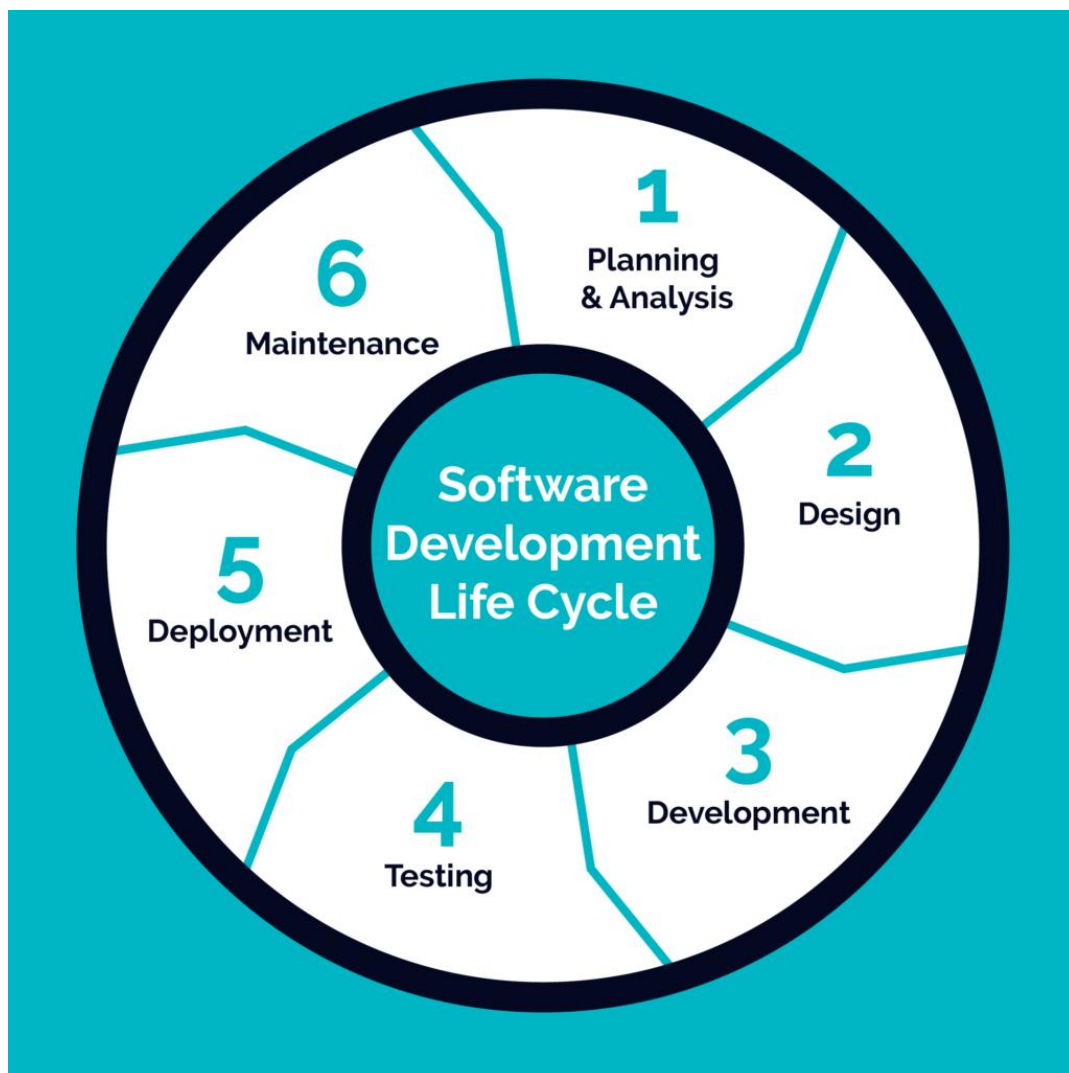 Software
Development
Life Cycle
1
Planning
& Analysis
2
Design
3
Development
4
Testing
5
Deployment
6
Maintenance